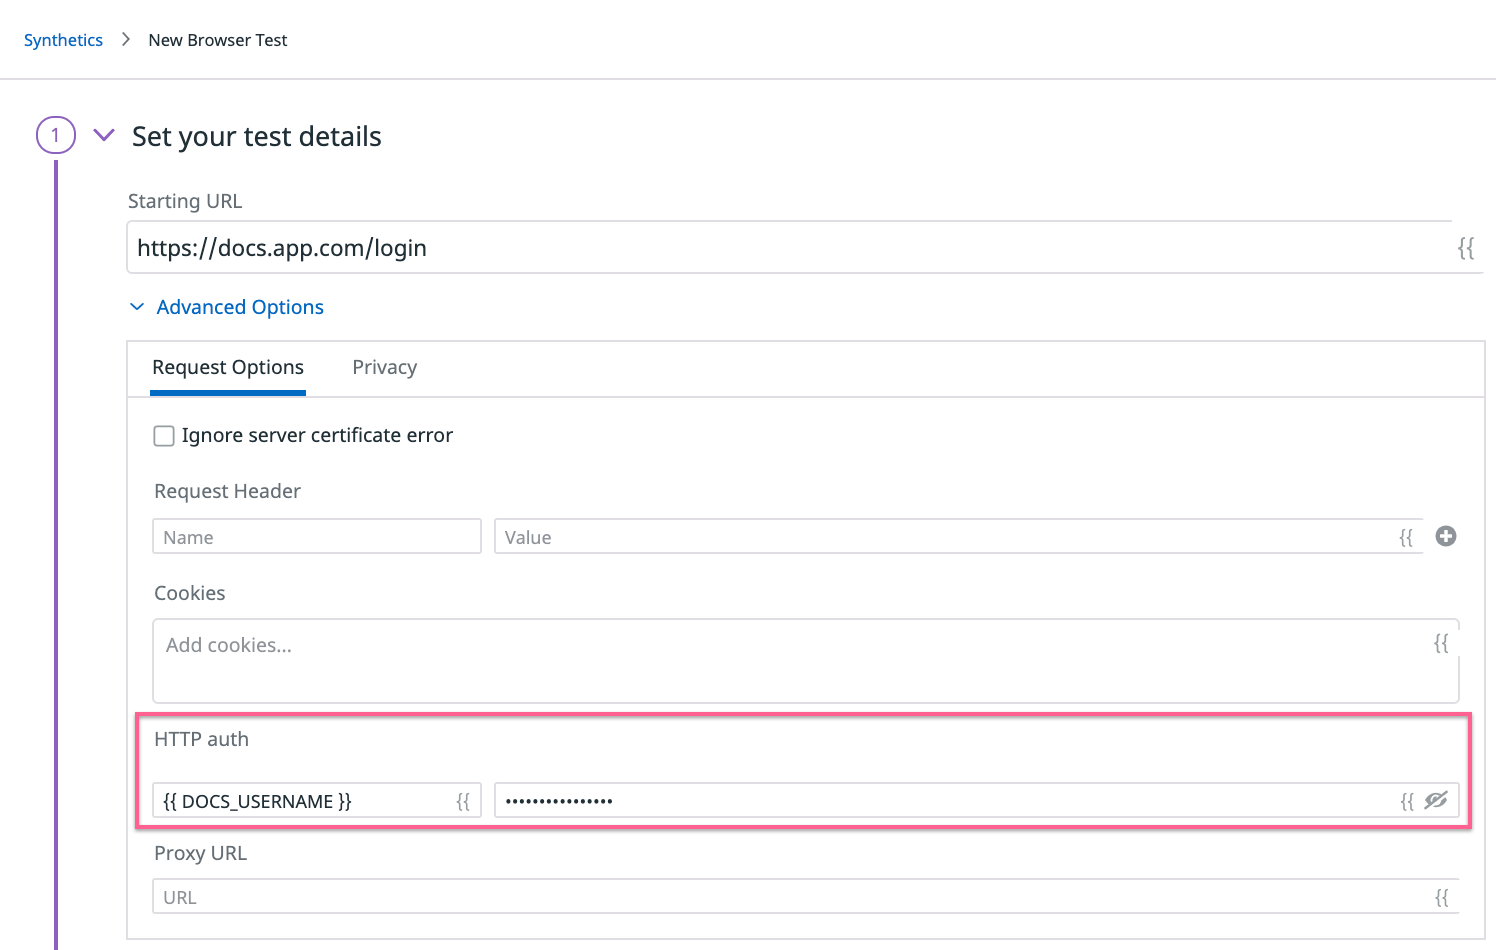 Synthetics > New Browser Test
1 Set your test details
Starting URL
https://docs.app.com/login {{
Advanced Options
Request Options Privacy
Ignore server certificate error
Request Header
Name Value {{
Cookies
Add cookies... {{
HTTP auth
{{ DOCS_USERNAME }} {{ •••••••••••••••• {{
Proxy URL
URL {{